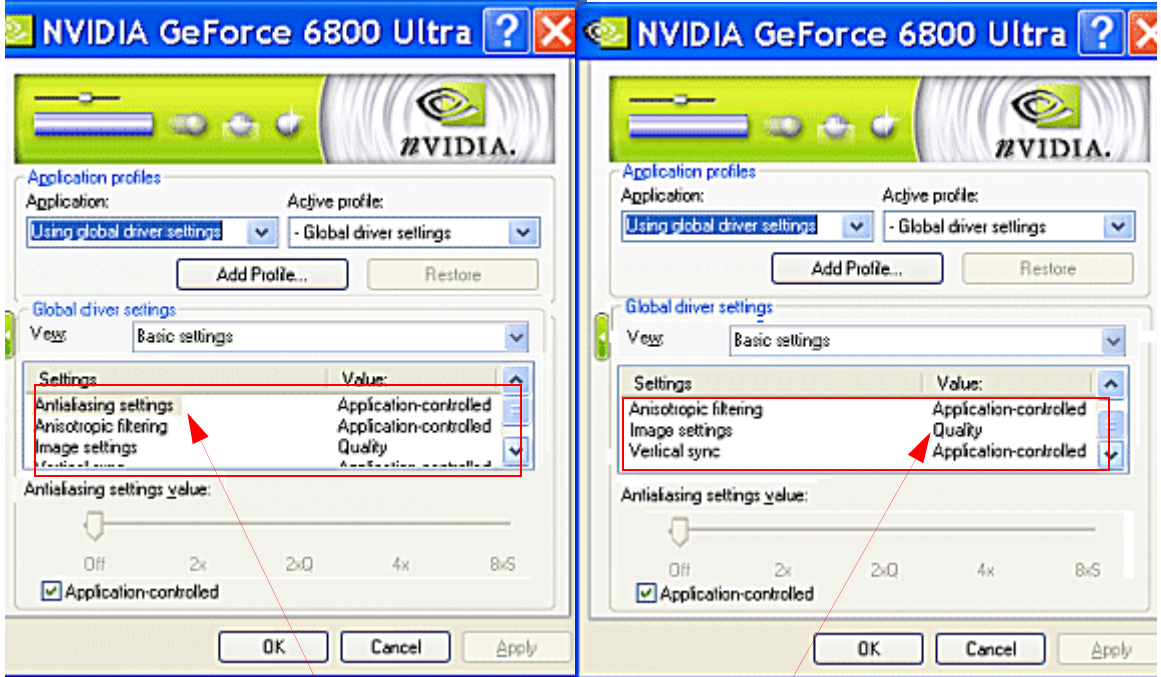 NVIDIA GeForce 6800 Ultra
nVIDIA.
Application profiles
Application: Active profile:
Using global driver settings - Global driver settings
Add Profile... Restore
Global driver settings
View: Basic settings
Settings Value:
Antialiasing settings Application-controlled
Anisotropic filtering Application-controlled
Image settings Quality
Vertical sync Application-controlled
Antialiasing settings value:
Off 2x 2xQ 4x 8xS
Application-controlled
OK Cancel Apply
NVIDIA GeForce 6800 Ultra
nVIDIA.
Application profiles
Application: Active profile:
Using global driver settings - Global driver settings
Add Profile... Restore
Global driver settings
View: Basic settings
Settings Value:
Anisotropic filtering Application-controlled
Image settings Quality
Vertical sync Application-controlled
Antialiasing settings value:
Off 2x 2xQ 4x 8xS
Application-controlled
OK Cancel Apply